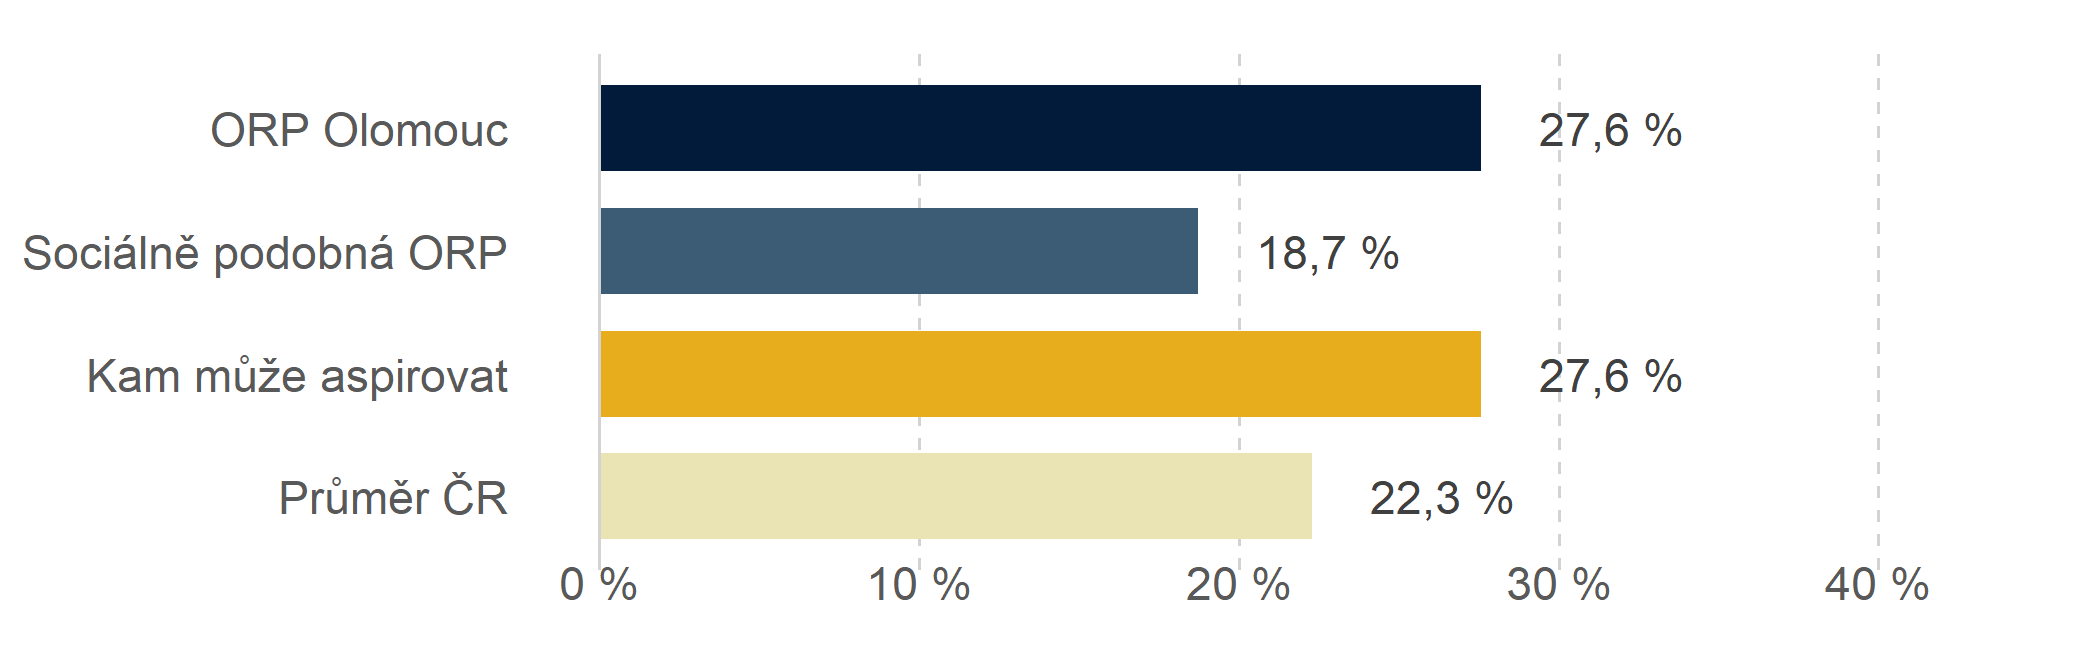 ORP Olomouc 27,6 %
Sociálně podobná ORP 18,7 %
Kam může aspirovat 27,6 %
Průměr ČR 22,3 %
0 % 10 % 20 % 30 % 40 %